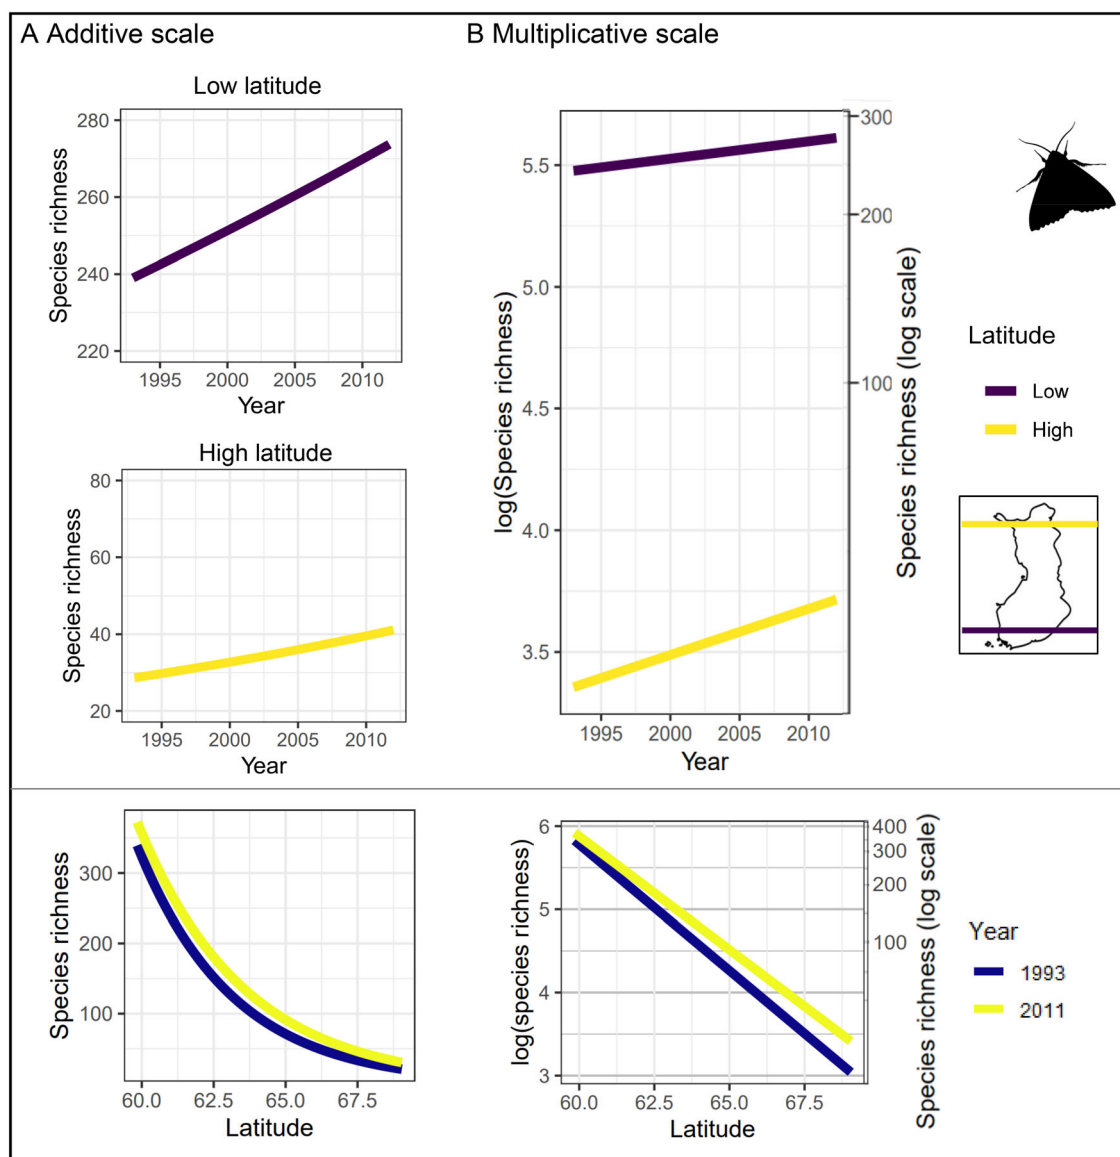 A Additive scale
B Multiplicative scale
Low latitude
280
260
240
220
Species richness
1995 2000 2005 2010
Year
High latitude
80
60
40
20
Species richness
1995 2000 2005 2010
Year
5.5
5.0
4.5
4.0
3.5
log(Species richness)
300
200
100
Species richness (log scale)
1995 2000 2005 2010
Year
Latitude
Low
High
300
200
100
Species richness
60.0 62.5 65.0 67.5
Latitude
6
5
4
3
log(species richness)
400
300
200
100
Species richness (log scale)
60.0 62.5 65.0 67.5
Latitude
Year
1993
2011